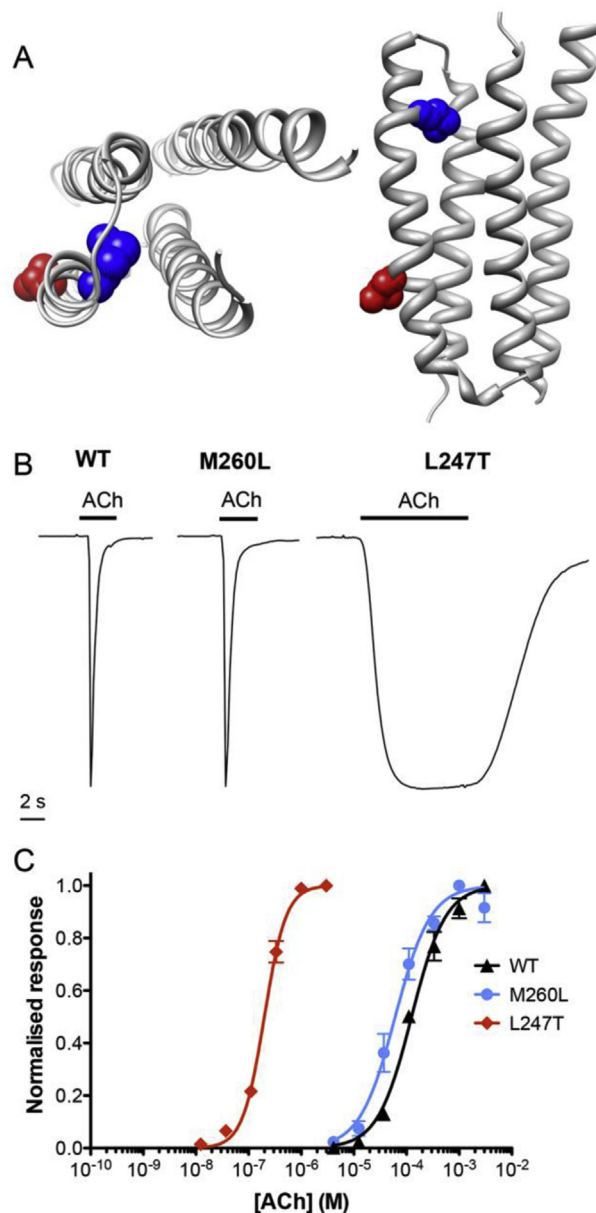 A
B
WT M260L L247T
ACh ACh ACh
2 s
C
Normalised response
1.0
0.8
0.6
0.4
0.2
0.0
WT
M260L
L247T
10⁻¹⁰ 10⁻⁹ 10⁻⁸ 10⁻⁷ 10⁻⁶ 10⁻⁵ 10⁻⁴ 10⁻³ 10⁻²
[ACh] (M)